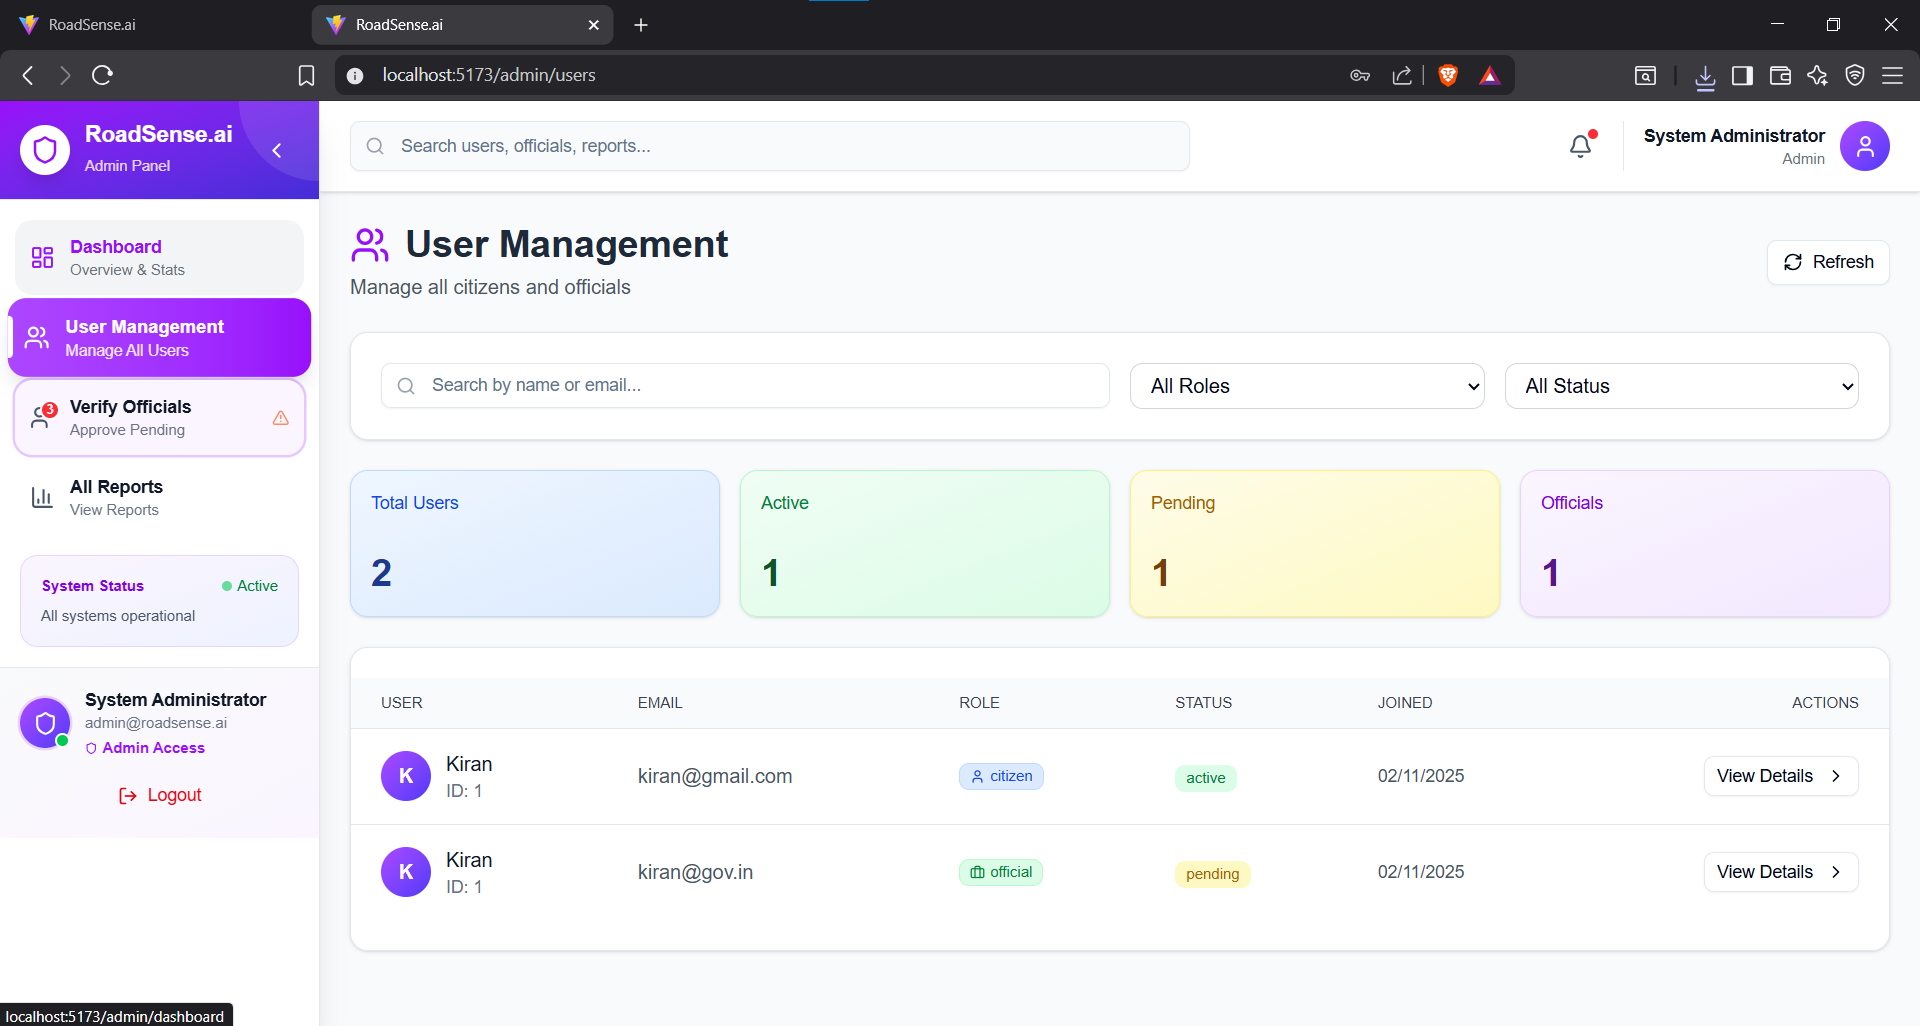 RoadSense.ai
RoadSense.ai
localhost:5173/admin/users
RoadSense.ai
Admin Panel
Search users, officials, reports...
System Administrator
Admin
Dashboard
Overview & Stats
User Management
Manage All Users
3
Verify Officials
Approve Pending
All Reports
View Reports
System Status
Active
All systems operational
System Administrator
admin@roadsense.ai
Admin Access
Logout
User Management
Manage all citizens and officials
Refresh
Search by name or email...
All Roles
All Status
Total Users
2
Active
1
Pending
1
Officials
1
USER EMAIL ROLE STATUS JOINED ACTIONS
K Kiran kiran@gmail.com citizen active 02/11/2025 View Details
ID: 1
K Kiran kiran@gov.in official pending 02/11/2025 View Details
ID: 1
localhost:5173/admin/dashboard